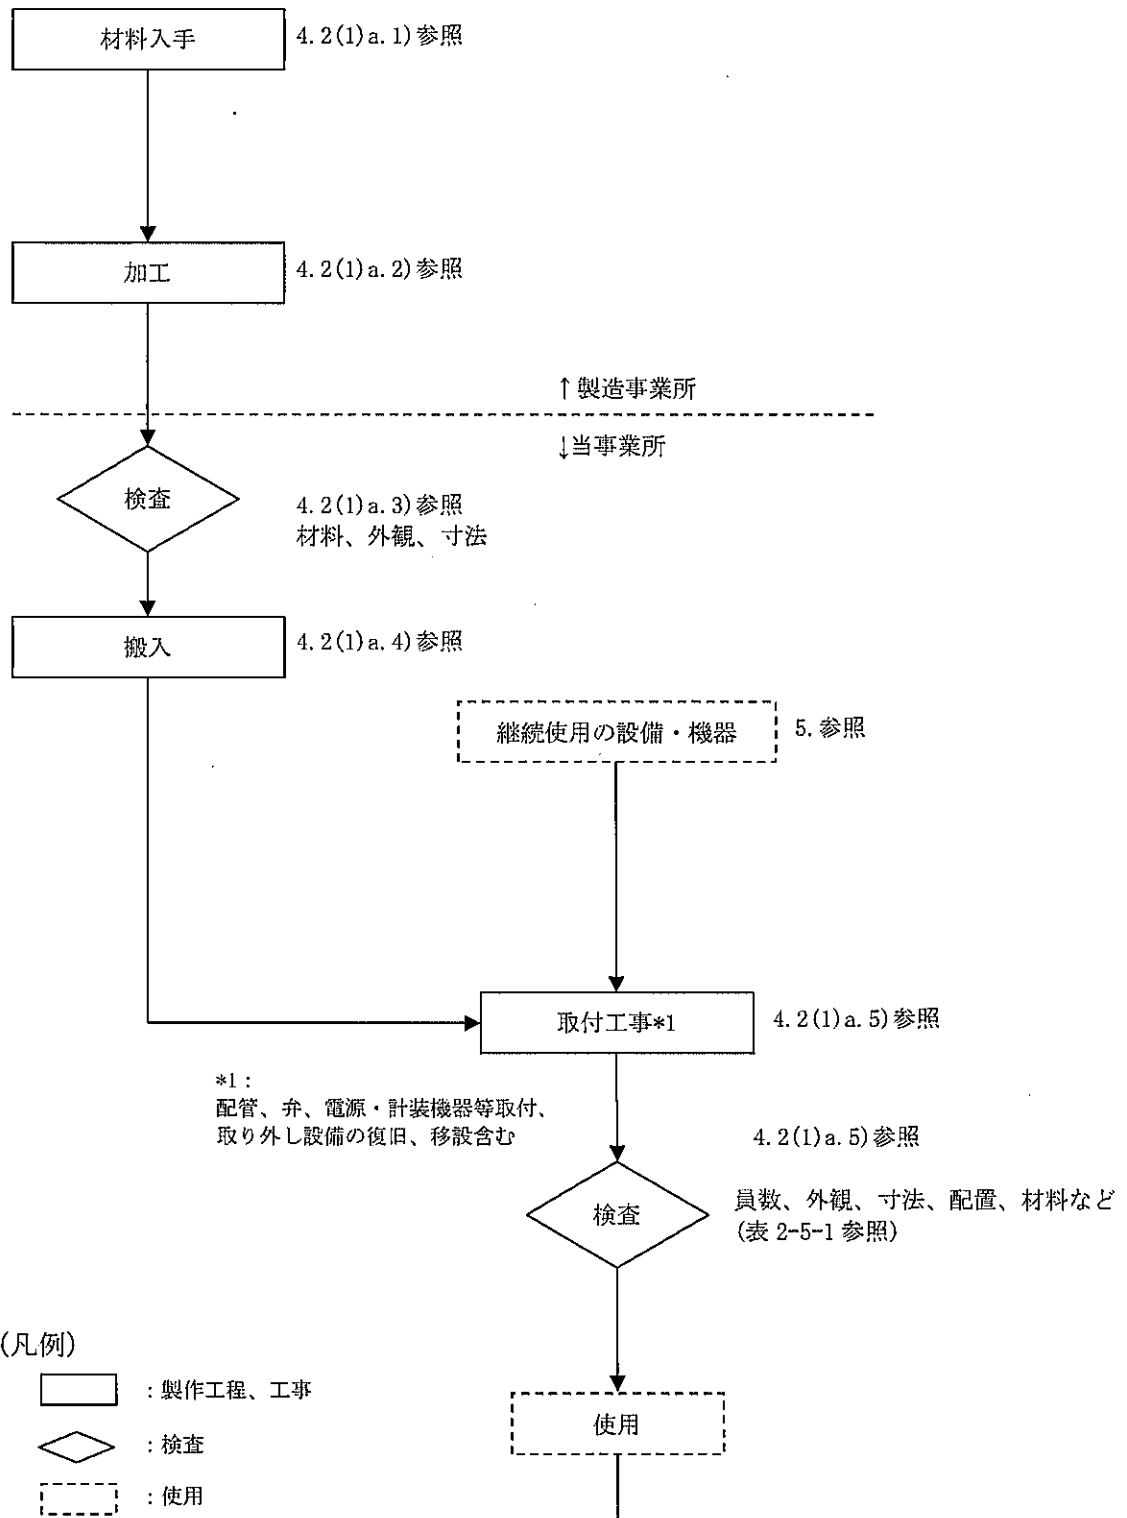 材料入手
4.2(1)a.1)参照
加工
4.2(1)a.2)参照
↑製造事業所
↓当事業所
検査
4.2(1)a.3)参照
材料、外観、寸法
搬入
4.2(1)a.4)参照
継続使用の設備・機器
5.参照
取付工事*1
4.2(1)a.5)参照
*1:
配管、弁、電源・計装機器等取付、
取り外し設備の復旧、移設含む
4.2(1)a.5)参照
検査
員数、外観、寸法、配置、材料など
(表 2-5-1 参照)
使用
(凡例)
:製作工程、工事
:検査
:使用